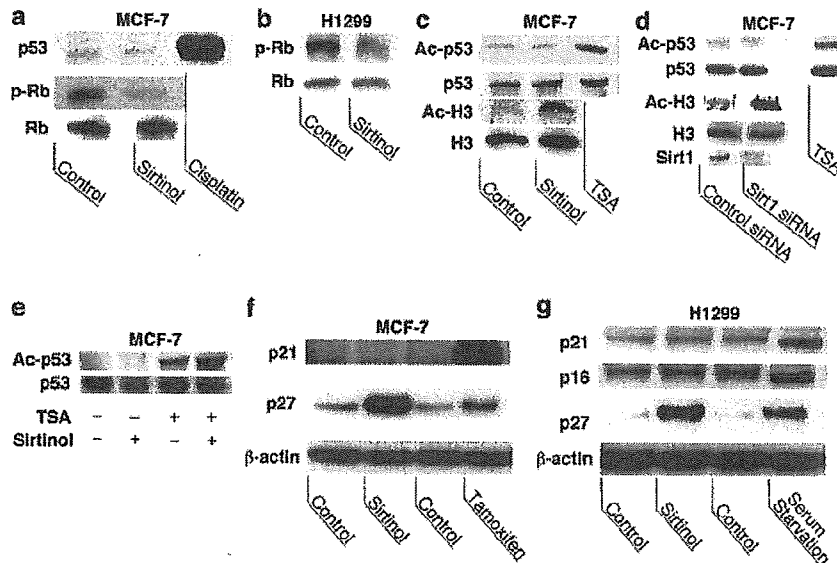 a
MCF-7
p53
p-Rb
Rb
Control
Sirtinol
Cisplatin
b
H1299
p-Rb
Rb
Control
Sirtinol
c
MCF-7
Ac-p53
p53
Ac-H3
H3
Control
Sirtinol
TSA
d
MCF-7
Ac-p53
p53
Ac-H3
H3
Sirt1
Control siRNA
Sirt1 siRNA
TSA
e
MCF-7
Ac-p53
p53
TSA – – + +
Sirtinol – + – +
f
MCF-7
p21
p27
β-actin
Control
Sirtinol
Control
Tamoxifen
g
H1299
p21
p16
p27
β-actin
Control
Sirtinol
Control
Serum
Starvation